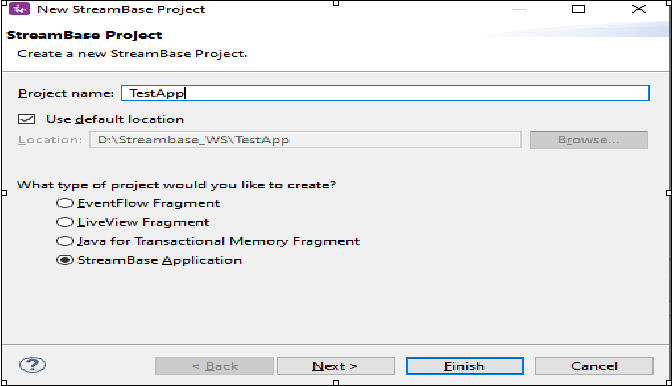 New StreamBase Project
StreamBase Project
Create a new StreamBase Project.
Project name: TestApp
Use default location
Location: D:\Streambase_WS\TestApp Browse...
What type of project would you like to create?
EventFlow Fragment
LiveView Fragment
Java for Transactional Memory Fragment
StreamBase Application
? < Back Next > Finish Cancel